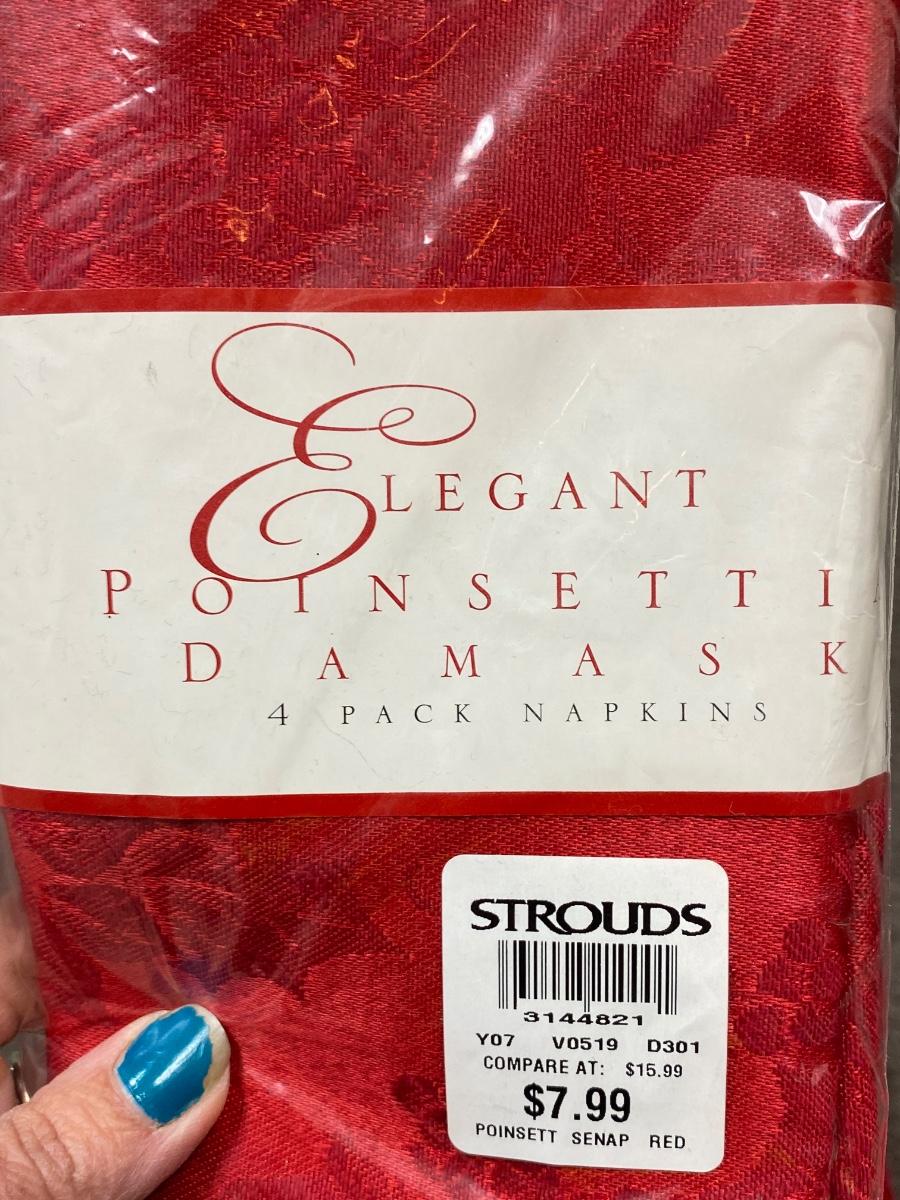 ELEGANT
POINSETTIA
DAMASK
4 PACK NAPKINS
STROUDS
3144821
Y07 V0519 D301
COMPARE AT: $15.99
$7.99
POINSETT SENAP RED